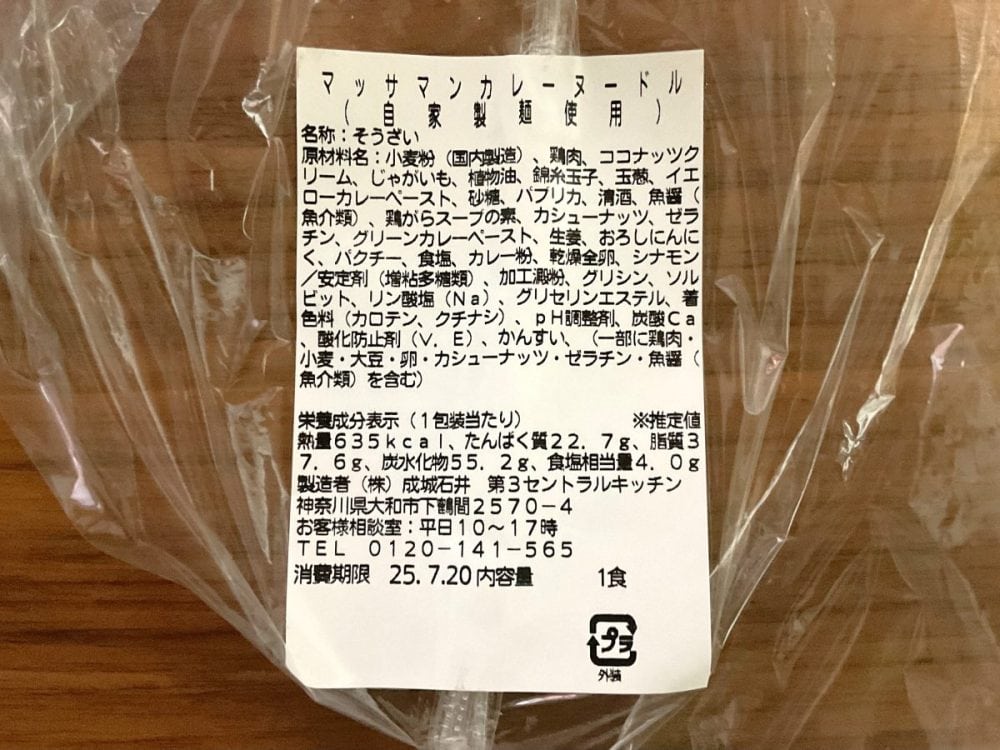 マッサマンカレーヌードル
（自家製麺使用）
名称：そうざい
原材料名：小麦粉（国内製造）、鶏肉、ココナッツク
リーム、じゃがいも、植物油、錦糸玉子、玉葱、イエ
ローカレーペースト、砂糖、パプリカ、清酒、魚醤（
魚介類）、鶏がらスープの素、カシューナッツ、ゼラ
チン、グリーンカレーペースト、生姜、おろしにんに
く、パクチー、食塩、カレー粉、乾燥全卵、シナモン
／安定剤（増粘多糖類）、加工澱粉、グリシン、ソル
ビット、リン酸塩（Ｎａ）、グリセリンエステル、着
色料（カロテン、クチナシ）、ｐＨ調整剤、炭酸Ｃａ
、酸化防止剤（Ｖ．Ｅ）、かんすい、（一部に鶏肉・
小麦・大豆・卵・カシューナッツ・ゼラチン・魚醤（
魚介類）を含む）
栄養成分表示（１包装当たり）　※推定値
熱量６３５ｋｃａｌ、たんぱく質２２．７ｇ、脂質３
７．６ｇ、炭水化物５５．２ｇ、食塩相当量４．０ｇ
製造者（株）成城石井　第３セントラルキッチン
神奈川県大和市下鶴間２５７０－４
お客様相談室：平日１０～１７時
ＴＥＬ　０１２０－１４１－５６５
消費期限　25.7.20 内容量　1食
プラ
外装